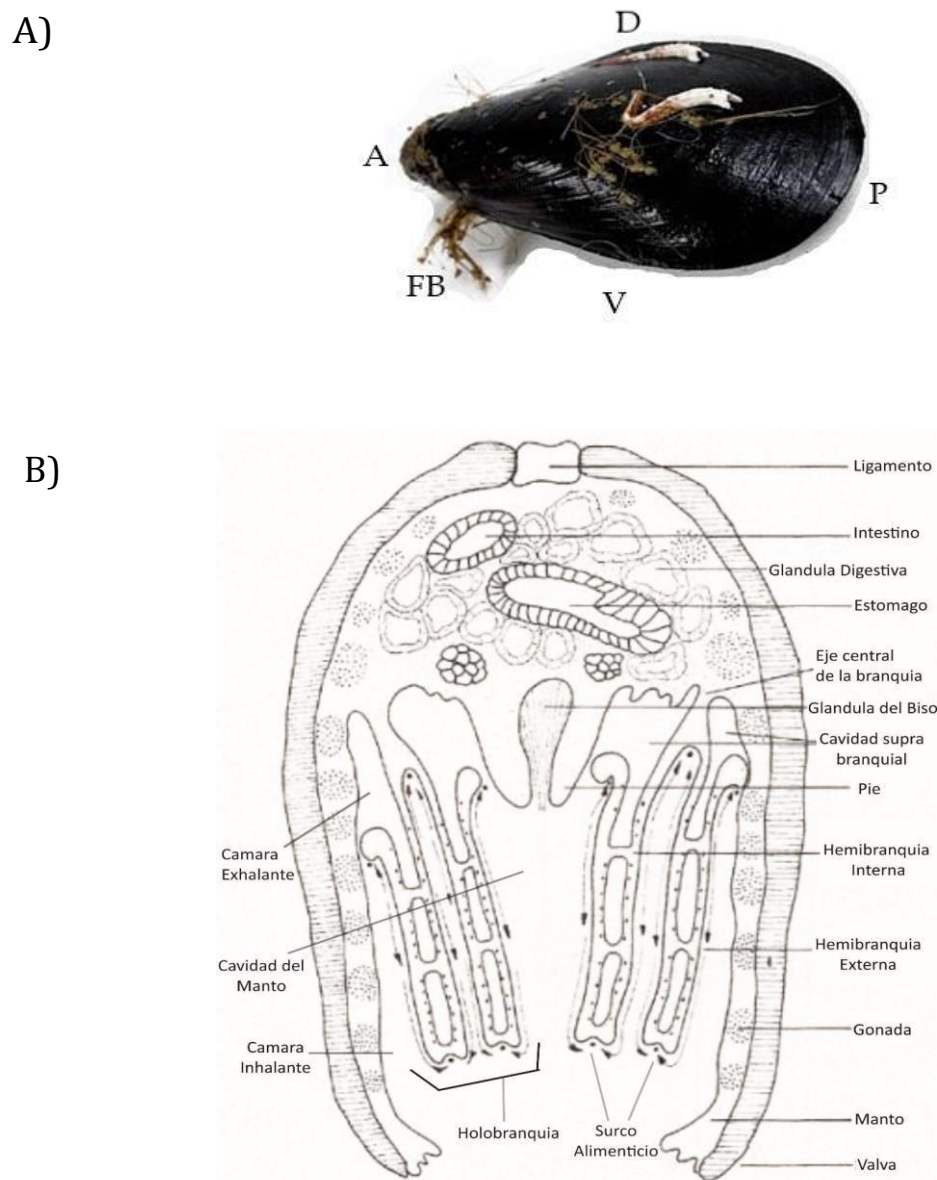 A)
D
A
P
FB
V
B)
Ligamento
Intestino
Glandula Digestiva
Estomago
Eje central
de la branquia
Glandula del Biso
Cavidad supra
branquial
Pie
Hemibranquia
Interna
Hemibranquia
Externa
Gonada
Manto
Valva
Camara
Exhalante
Cavidad del
Manto
Camara
Inhalante
Holobranquia
Surco
Alimenticio